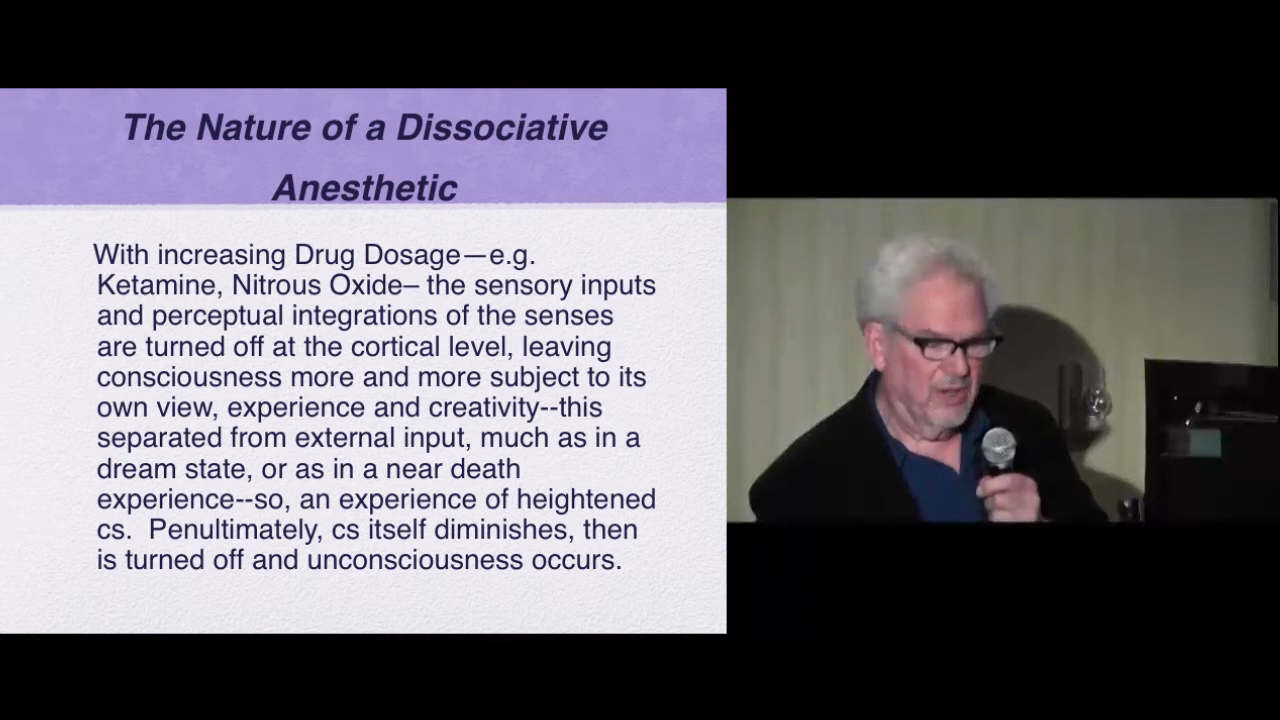 The Nature of a Dissociative
Anesthetic
With increasing Drug Dosage—e.g.
Ketamine, Nitrous Oxide– the sensory inputs
and perceptual integrations of the senses
are turned off at the cortical level, leaving
consciousness more and more subject to its
own view, experience and creativity--this
separated from external input, much as in a
dream state, or as in a near death
experience--so, an experience of heightened
cs.  Penultimately, cs itself diminishes, then
is turned off and unconsciousness occurs.